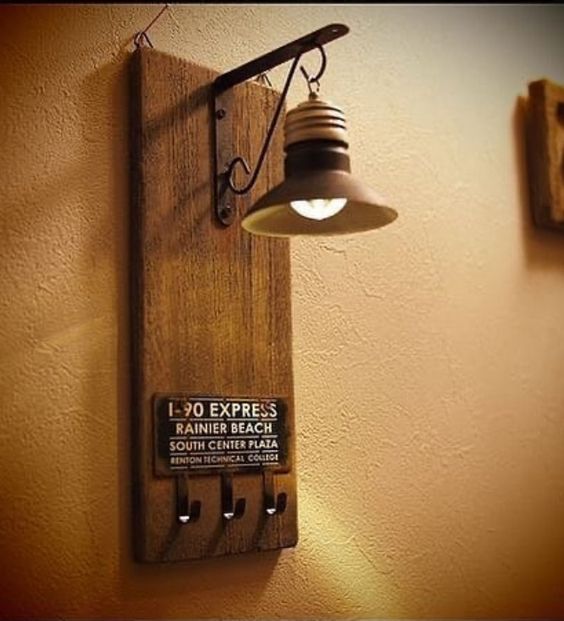 I-90 EXPRESS
RAINIER BEACH
SOUTH CENTER PLAZA
RENTON TECHNICAL COLLEGE